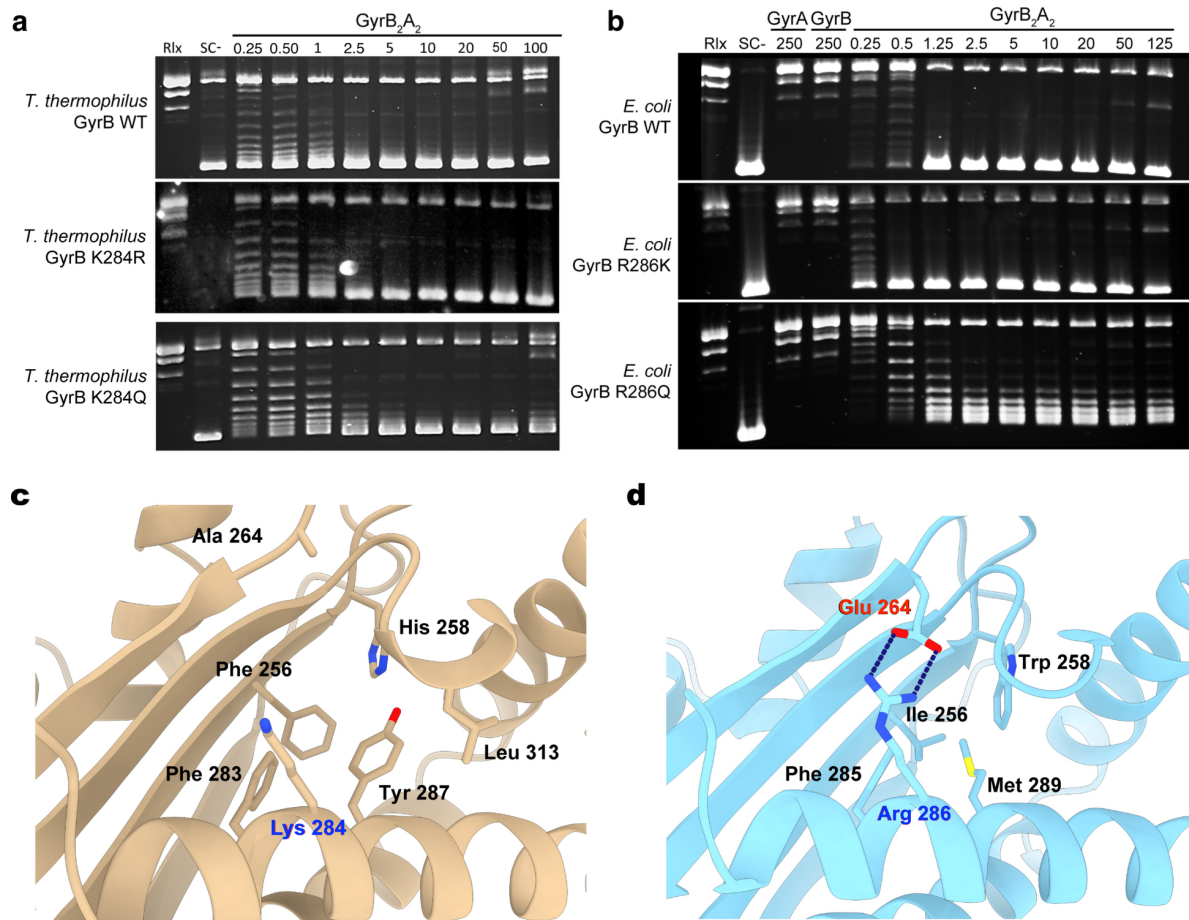 a
GyrB₂A₂
Rlx SC- 0.25 0.50 1 2.5 5 10 20 50 100
T. thermophilus
GyrB WT
T. thermophilus
GyrB K284R
T. thermophilus
GyrB K284Q
b
GyrA GyrB GyrB₂A₂
Rlx SC- 250 250 0.25 0.5 1.25 2.5 5 10 20 50 125
E. coli
GyrB WT
E. coli
GyrB R286K
E. coli
GyrB R286Q
c
Ala 264
His 258
Phe 256
Leu 313
Phe 283
Tyr 287
Lys 284
d
Glu 264
Trp 258
Ile 256
Phe 285
Met 289
Arg 286